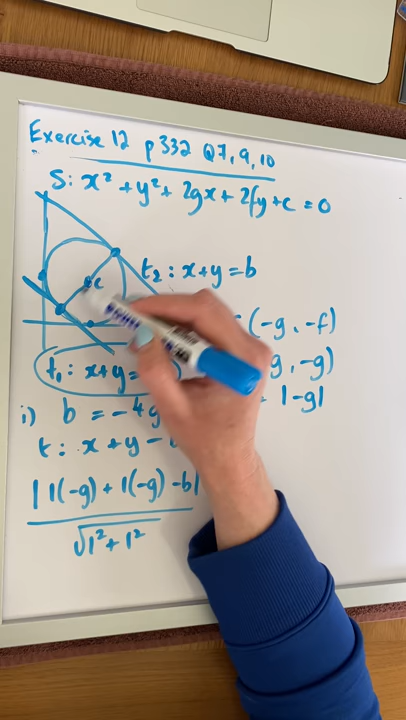 Exercise 12 p332 Q7, 9, 10
S: x² + y² + 2gx + 2fy + c = 0
c
t₂ : x+y = b
(-g, -f)
t₁ : x+y =
g, -g)
i) b = -4g
|-g|
t : x + y -
| 1(-g) + 1(-g) - b |
√1² + 1²